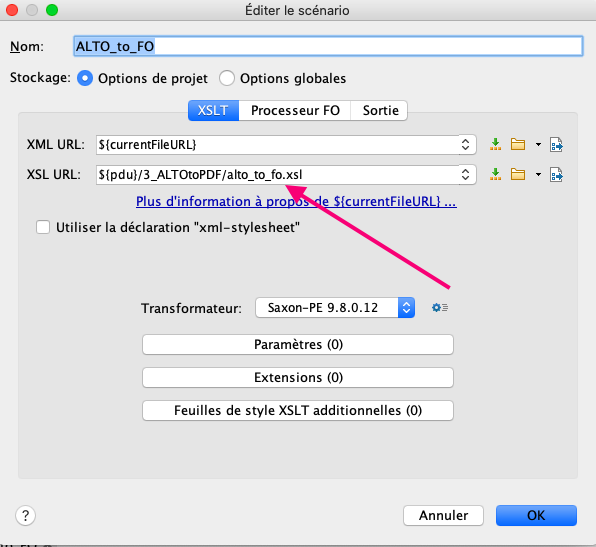 Éditer le scénario
Nom: ALTO_to_FO
Stockage: Options de projet Options globales
XSLT Processeur FO Sortie
XML URL: ${currentFileURL}
XSL URL: ${pdu}/3_ALTOtoPDF/alto_to_fo.xsl
Plus d'information à propos de ${currentFileURL} ...
Utiliser la déclaration "xml-stylesheet"
Transformateur: Saxon-PE 9.8.0.12
Paramètres (0)
Extensions (0)
Feuilles de style XSLT additionnelles (0)
? Annuler OK